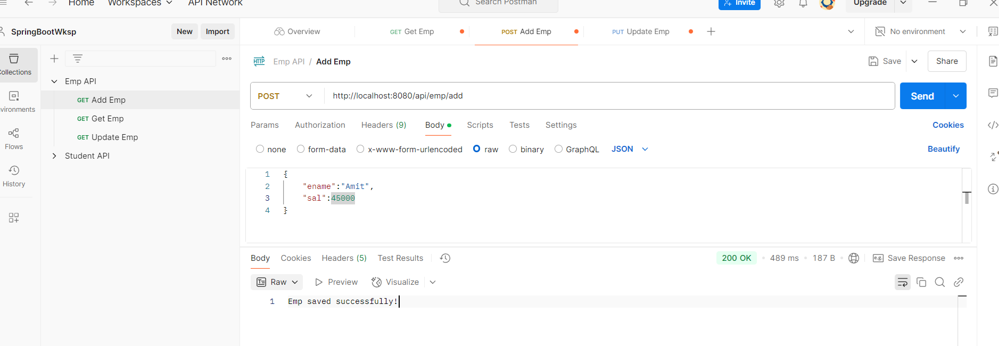 Home Workspaces API Network Search Postman Invite Upgrade
SpringBootWksp New Import Overview GET Get Emp POST Add Emp PUT Update Emp No environment
Collections
Environments
Flows
History
Emp API
GET Add Emp
GET Get Emp
GET Update Emp
Student API
HTTP Emp API / Add Emp Save Share
POST http://localhost:8080/api/emp/add Send
Params Authorization Headers (9) Body Scripts Tests Settings Cookies
none form-data x-www-form-urlencoded raw binary GraphQL JSON Beautify
1 {
2 "ename":"Amit",
3 "sal":45000
4 }
Body Cookies Headers (5) Test Results 200 OK • 489 ms • 187 B • e.g. Save Response
Raw Preview Visualize
1 Emp saved successfully!